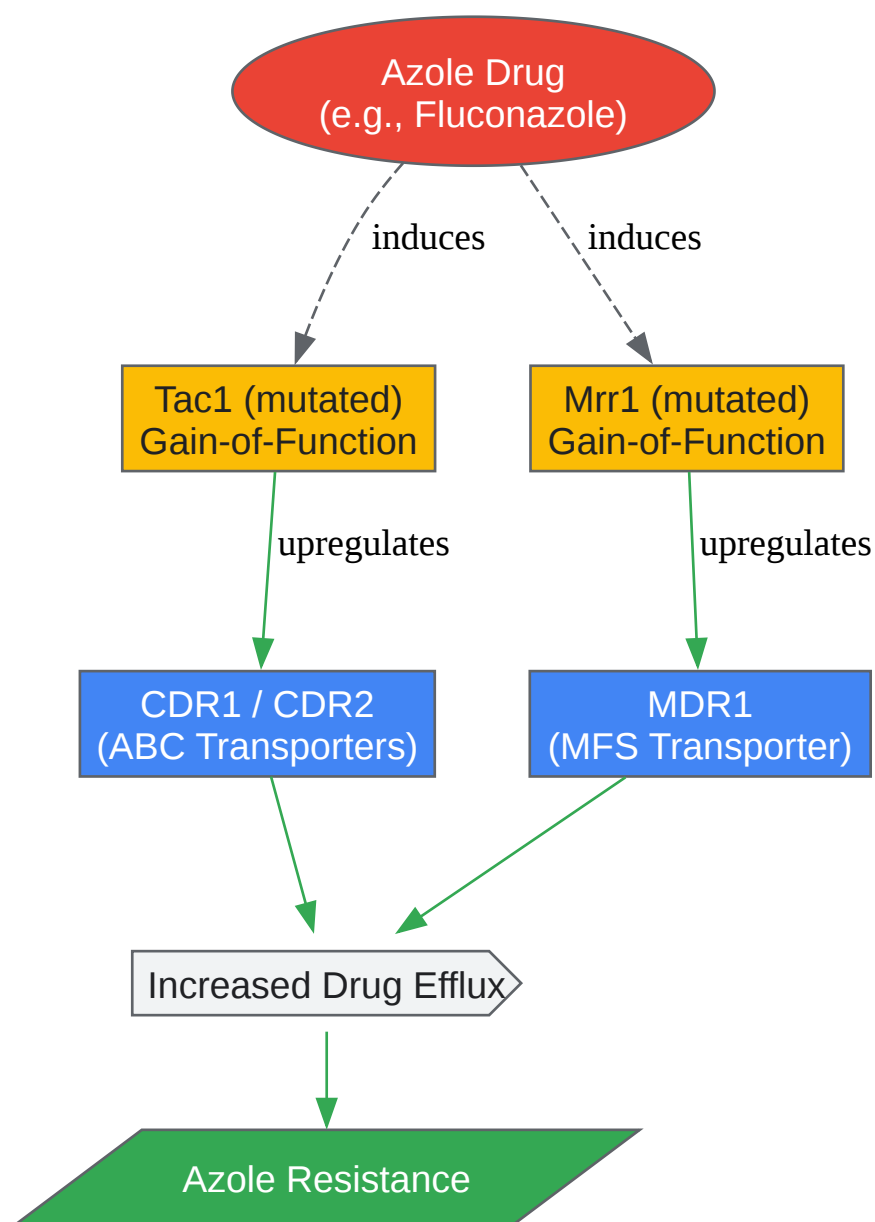 Azole Drug
(e.g., Fluconazole)
induces
induces
Tac1 (mutated)
Gain-of-Function
Mrr1 (mutated)
Gain-of-Function
upregulates
upregulates
CDR1 / CDR2
(ABC Transporters)
MDR1
(MFS Transporter)
Increased Drug Efflux
Azole Resistance